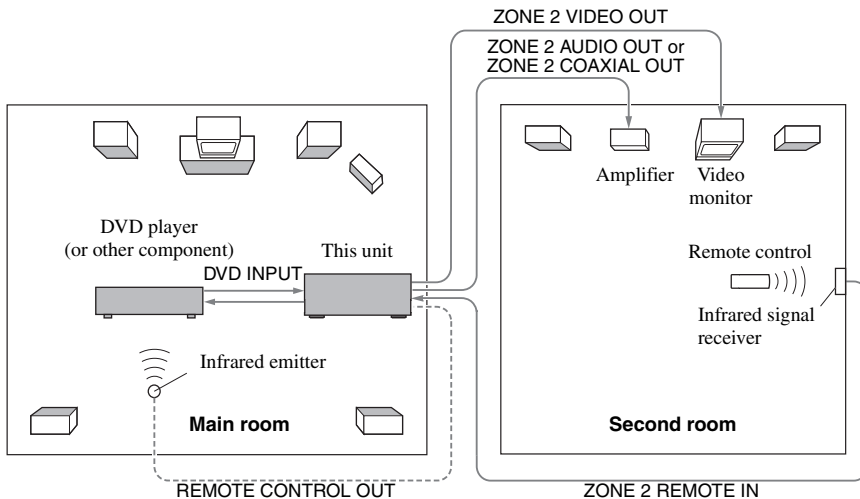 ZONE 2 VIDEO OUT
ZONE 2 AUDIO OUT or
ZONE 2 COAXIAL OUT
Amplifier
Video
monitor
DVD player
(or other component)
This unit
DVD INPUT
Remote control
Infrared signal
receiver
Infrared emitter
Main room
Second room
REMOTE CONTROL OUT
ZONE 2 REMOTE IN